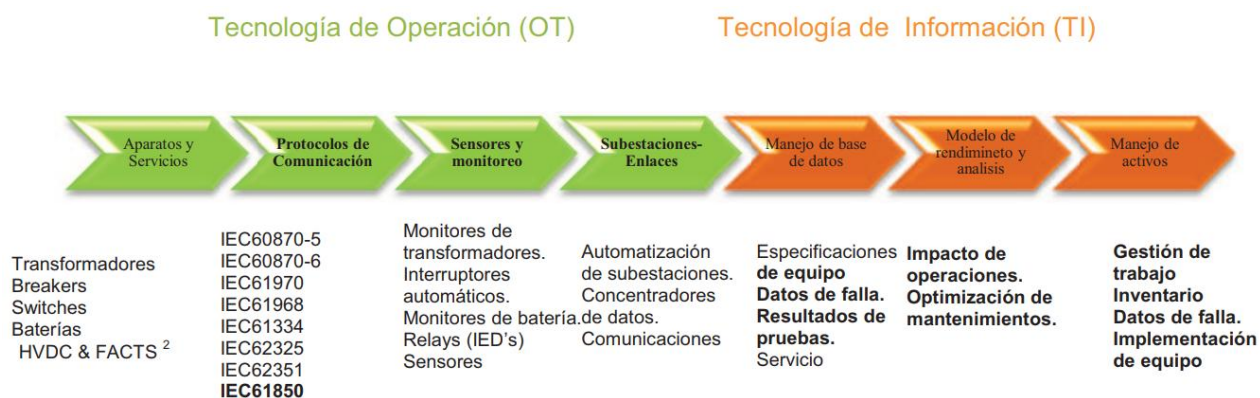 Tecnología de Operación (OT)
Tecnología de Información (TI)
Aparatos y
Servicios
Protocolos de
Comunicación
Sensores y
monitoreo
Subestaciones-
Enlaces
Manejo de base
de datos
Modelo de
rendimineto y
analisis
Manejo de
activos
Transformadores
Breakers
Switches
Baterías
HVDC & FACTS ²
IEC60870-5
IEC60870-6
IEC61970
IEC61968
IEC61334
IEC62325
IEC62351
IEC61850
Monitores de
transformadores.
Interruptores
automáticos.
Monitores de batería.
Relays (IED's)
Sensores
Automatización
de subestaciones.
Concentradores
de datos.
Comunicaciones
Especificaciones
de equipo
Datos de falla.
Resultados de
pruebas.
Servicio
Impacto de
operaciones.
Optimización de
mantenimientos.
Gestión de
trabajo
Inventario
Datos de falla.
Implementación
de equipo